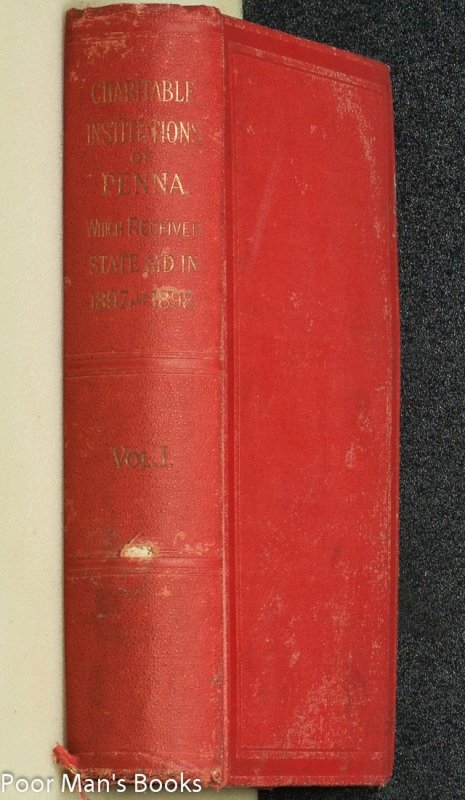 CHARITABLE
INSTITUTIONS
OF
PENNA.
WHICH RECEIVED
STATE AID IN
1897 AND 1898
VOL. I.
Poor Man's Books